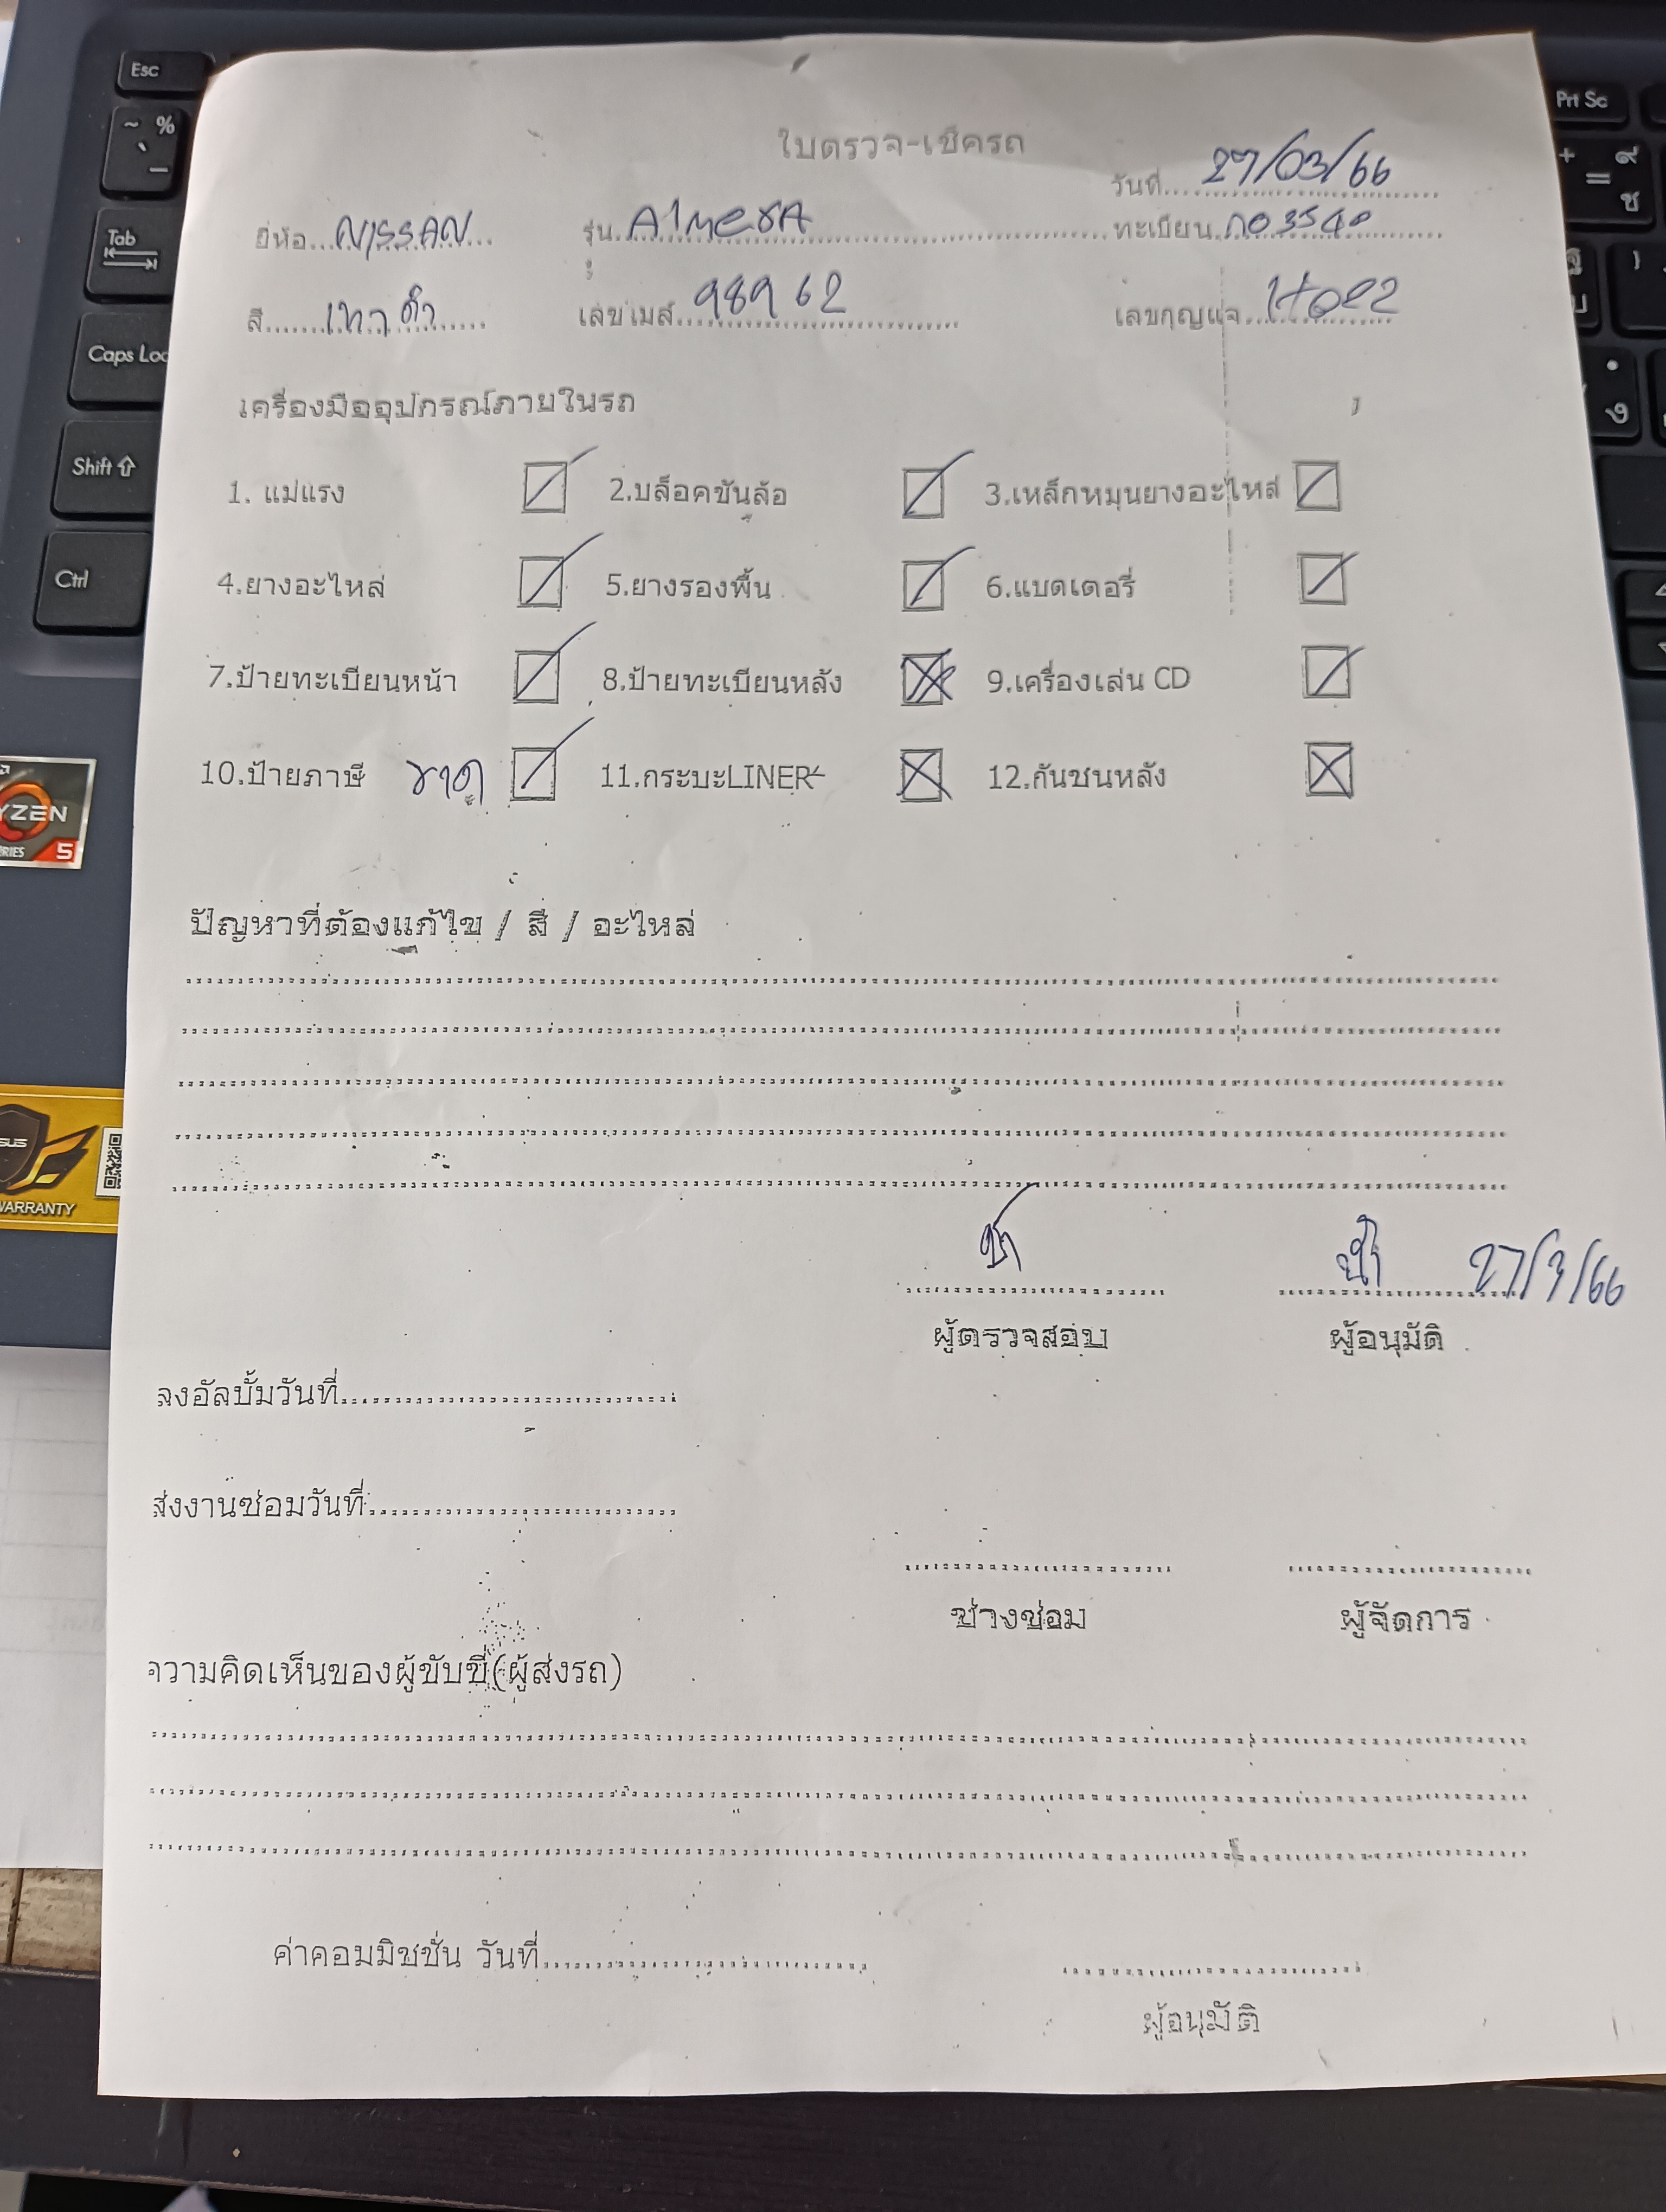 Esc
Prt Sc
~ %
Tab
Caps Loc
Shift
Ctrl
RYZEN
5
WARRANTY
ใบตรวจ-เช็ครถ
วันที่ 27/03/66
ยี่ห้อ NISSAN รุ่น Almera ทะเบียน
สี เทาดำ เลขไมล์ 98962 เลขกุญแจ
เครื่องมืออุปกรณ์ภายในรถ
1. แม่แรง 2.บล็อคขันล้อ 3.เหล็กหมุนยางอะไหล่
4.ยางอะไหล่ 5.ยางรองพื้น 6.แบตเตอรี่
7.ป้ายทะเบียนหน้า 8.ป้ายทะเบียนหลัง 9.เครื่องเล่น CD
10.ป้ายภาษี ขาด 11.กระบะLINER 12.กันชนหลัง
ปัญหาที่ต้องแก้ไข / สี / อะไหล่
27/3/66
ผู้ตรวจสอบ ผู้อนุมัติ
ลงอัลบั้มวันที่
ส่งงานซ่อมวันที่
ช่างซ่อม ผู้จัดการ
ความคิดเห็นของผู้ขับขี่(ผู้ส่งรถ)
ค่าคอมมิชชั่น วันที่
ผู้อนุมัติ